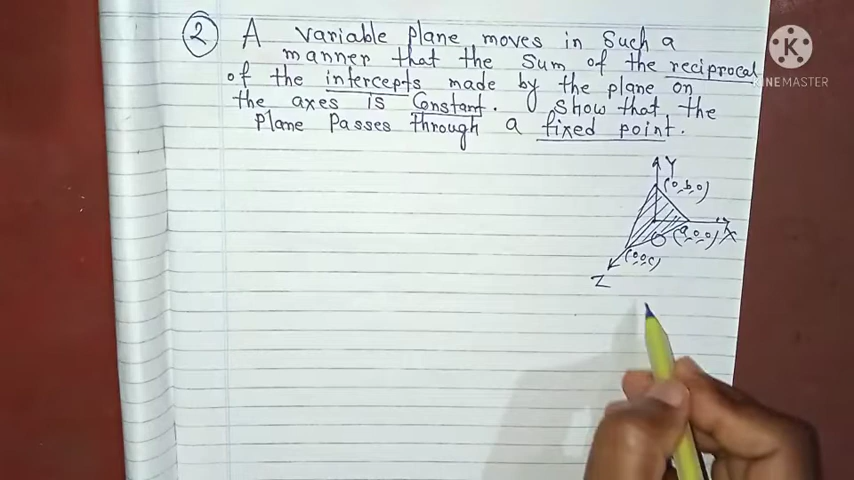 2 A variable plane moves in such a
manner that the sum of the reciprocal
of the intercepts made by the plane on
the axes is Constant. Show that the
Plane Passes through a fixed point.
Y
(0,b,0)
(a,0,0) X
O
(0,0,c)
Z
K
KINEMASTER